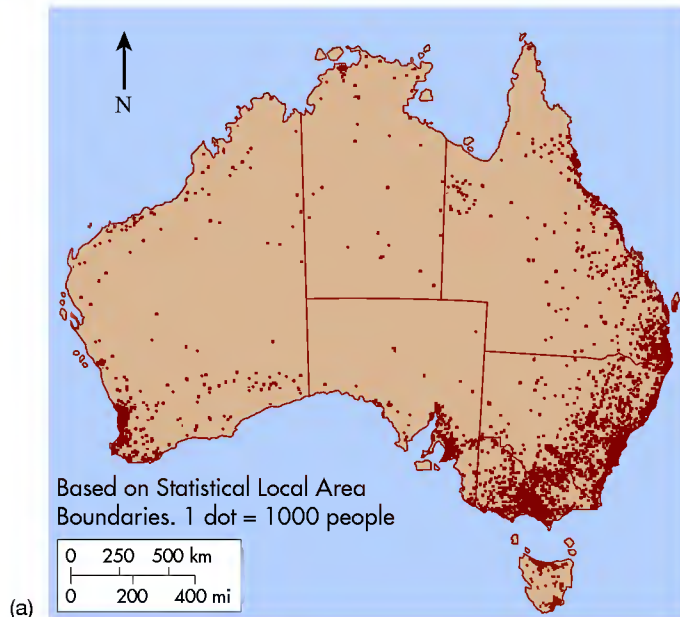 N
Based on Statistical Local Area
Boundaries. 1 dot = 1000 people
0 250 500 km
0 200 400 mi
(a)